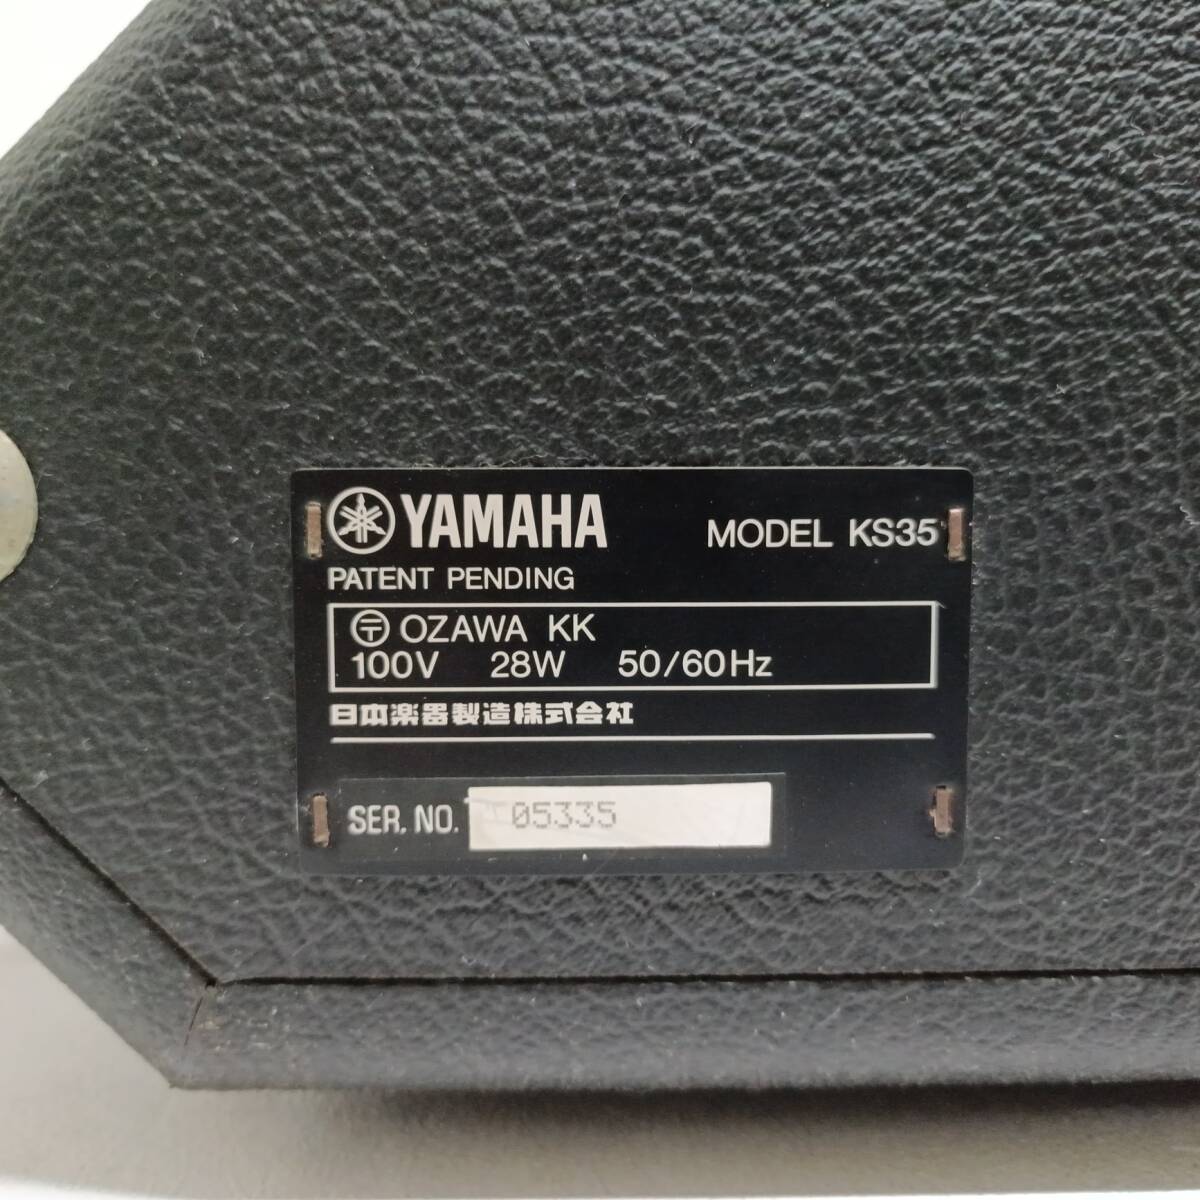 YAMAHA MODEL KS35
PATENT PENDING
〒 OZAWA KK
100V 28W 50/60Hz
日本楽器製造株式会社
SER. NO. 05335